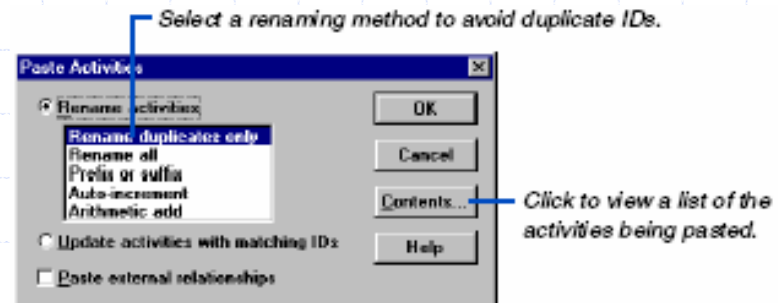 Select a renaming method to avoid duplicate IDs.
Paste Activities
Rename activities
OK
Rename duplicates only
Rename all
Prefix or suffix
Auto-increment
Arithmetic add
Cancel
Contents...
Click to view a list of the
activities being pasted.
Update activities with matching IDs
Help
Paste external relationships